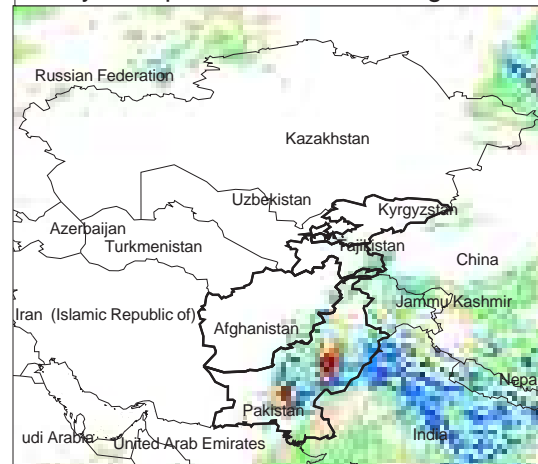 Russian Federation
Kazakhstan
Uzbekistan
Kyrgyzstan
Azerbaijan
Turkmenistan
Tajikistan
China
Jammu Kashmir
Iran (Islamic Republic of)
Afghanistan
Nepa
Pakistan
udi Arabia
United Arab Emirates
India